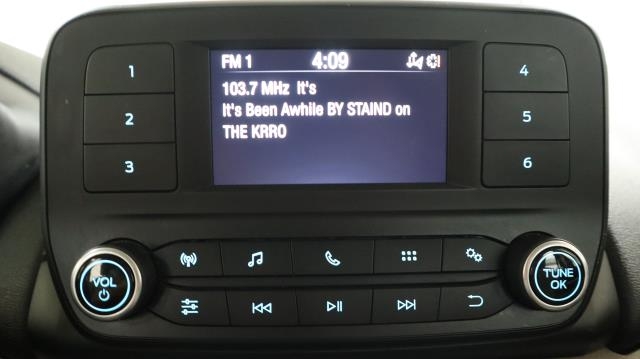 FM 1 4:09
103.7 MHz It's
It's Been Awhile BY STAIND on
THE KRRO
1
2
3
4
5
6
VOL
TUNE
OK